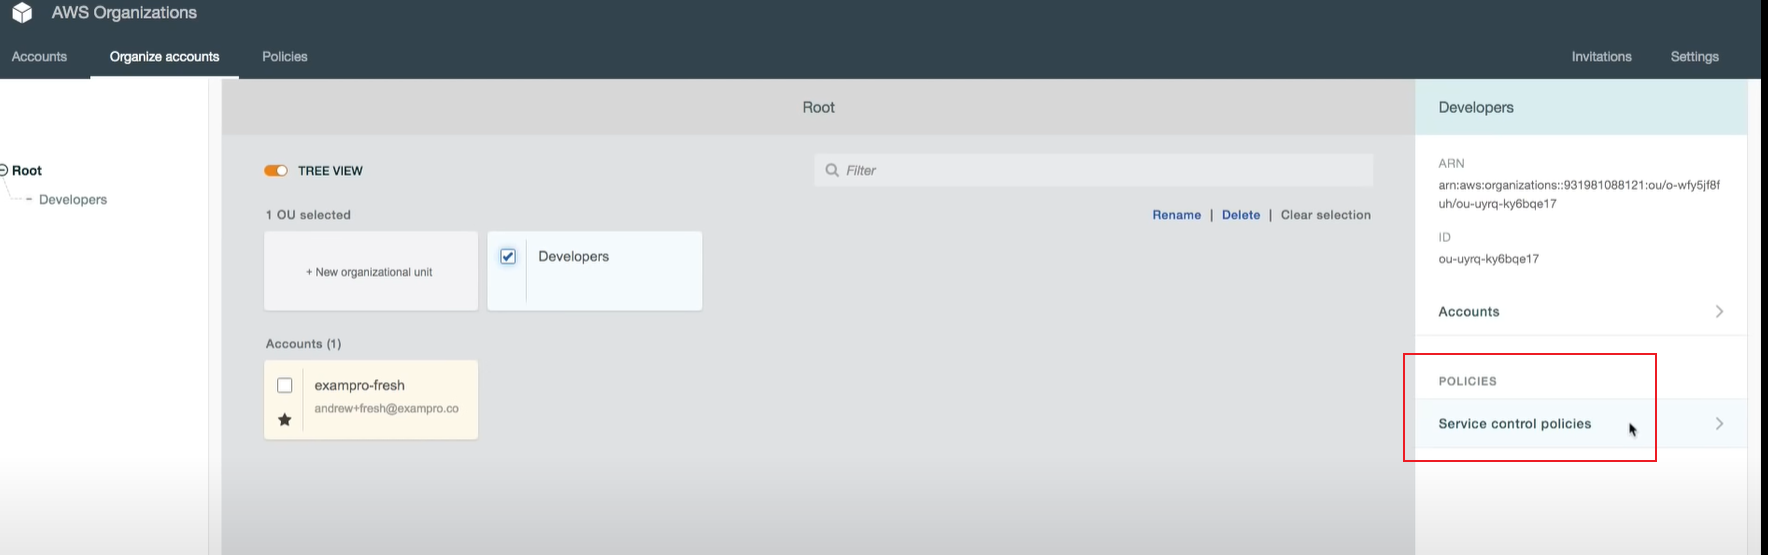 AWS Organizations
Accounts
Organize accounts
Policies
Invitations
Settings
Root
Developers
Root
TREE VIEW
Filter
1 OU selected
Rename | Delete | Clear selection
+ New organizational unit
Developers
Accounts (1)
exampro-fresh
andrew+fresh@exampro.co
Developers
ARN
arn:aws:organizations::931981088121:ou/o-wfy5jf8f
uh/ou-uyrq-ky6bqe17
ID
ou-uyrq-ky6bqe17
Accounts
POLICIES
Service control policies